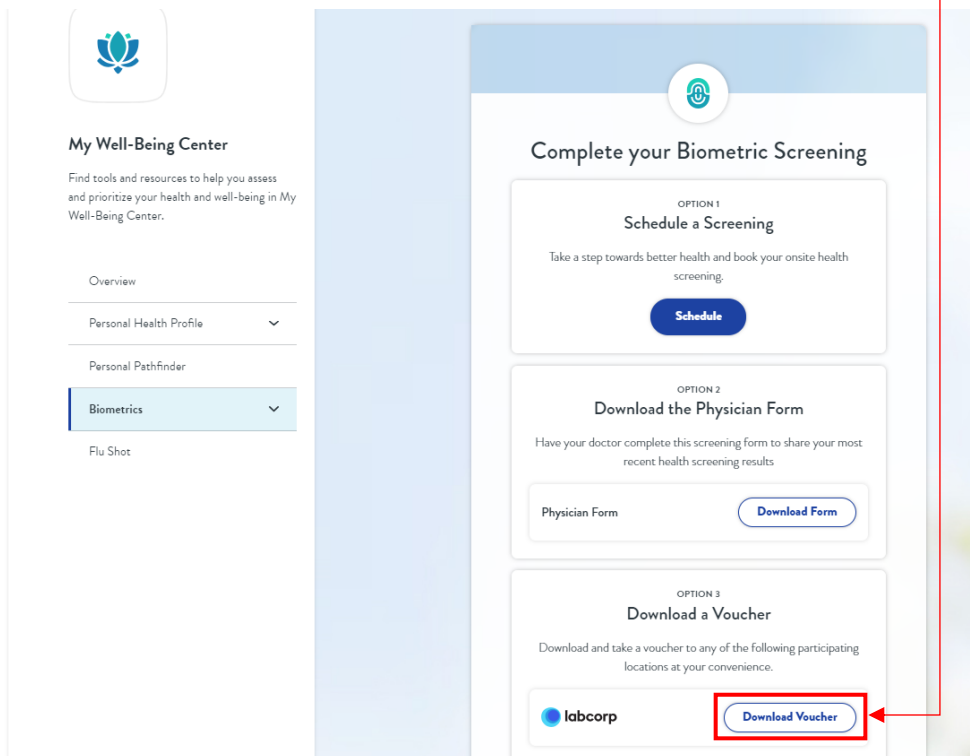 My Well-Being Center
Find tools and resources to help you assess
and prioritize your health and well-being in My
Well-Being Center.
Overview
Personal Health Profile
Personal Pathfinder
Biometrics
Flu Shot
Complete your Biometric Screening
OPTION 1
Schedule a Screening
Take a step towards better health and book your onsite health
screening.
Schedule
OPTION 2
Download the Physician Form
Have your doctor complete this screening form to share your most
recent health screening results
Physician Form
Download Form
OPTION 3
Download a Voucher
Download and take a voucher to any of the following participating
locations at your convenience.
labcorp
Download Voucher